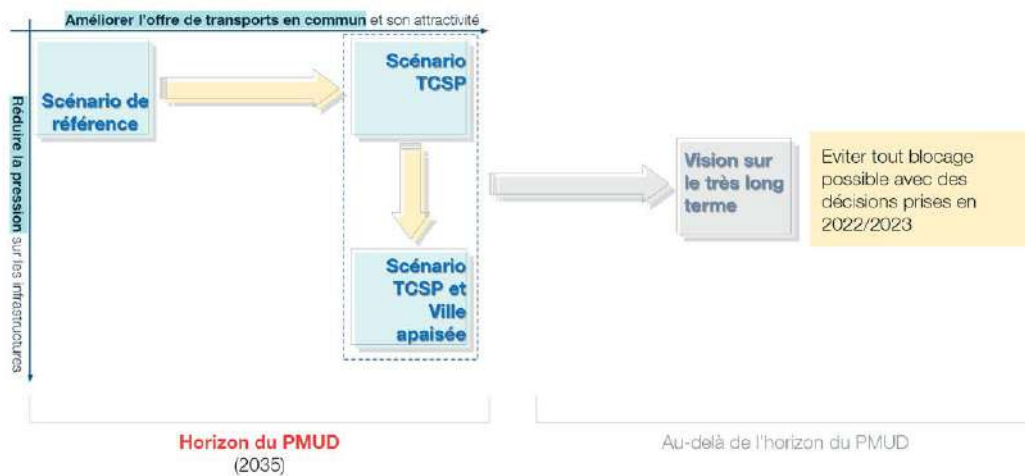 Améliorer l'offre de transports en commun et son attractivité
Réduire la pression sur les infrastructures
Scénario de
référence
Scénario
TCSP
Scénario
TCSP et
Ville
apaisée
Vision sur
le très long
terme
Eviter tout blocage
possible avec des
décisions prises en
2022/2023
Horizon du PMUD
(2035)
Au-delà de l'horizon du PMUD